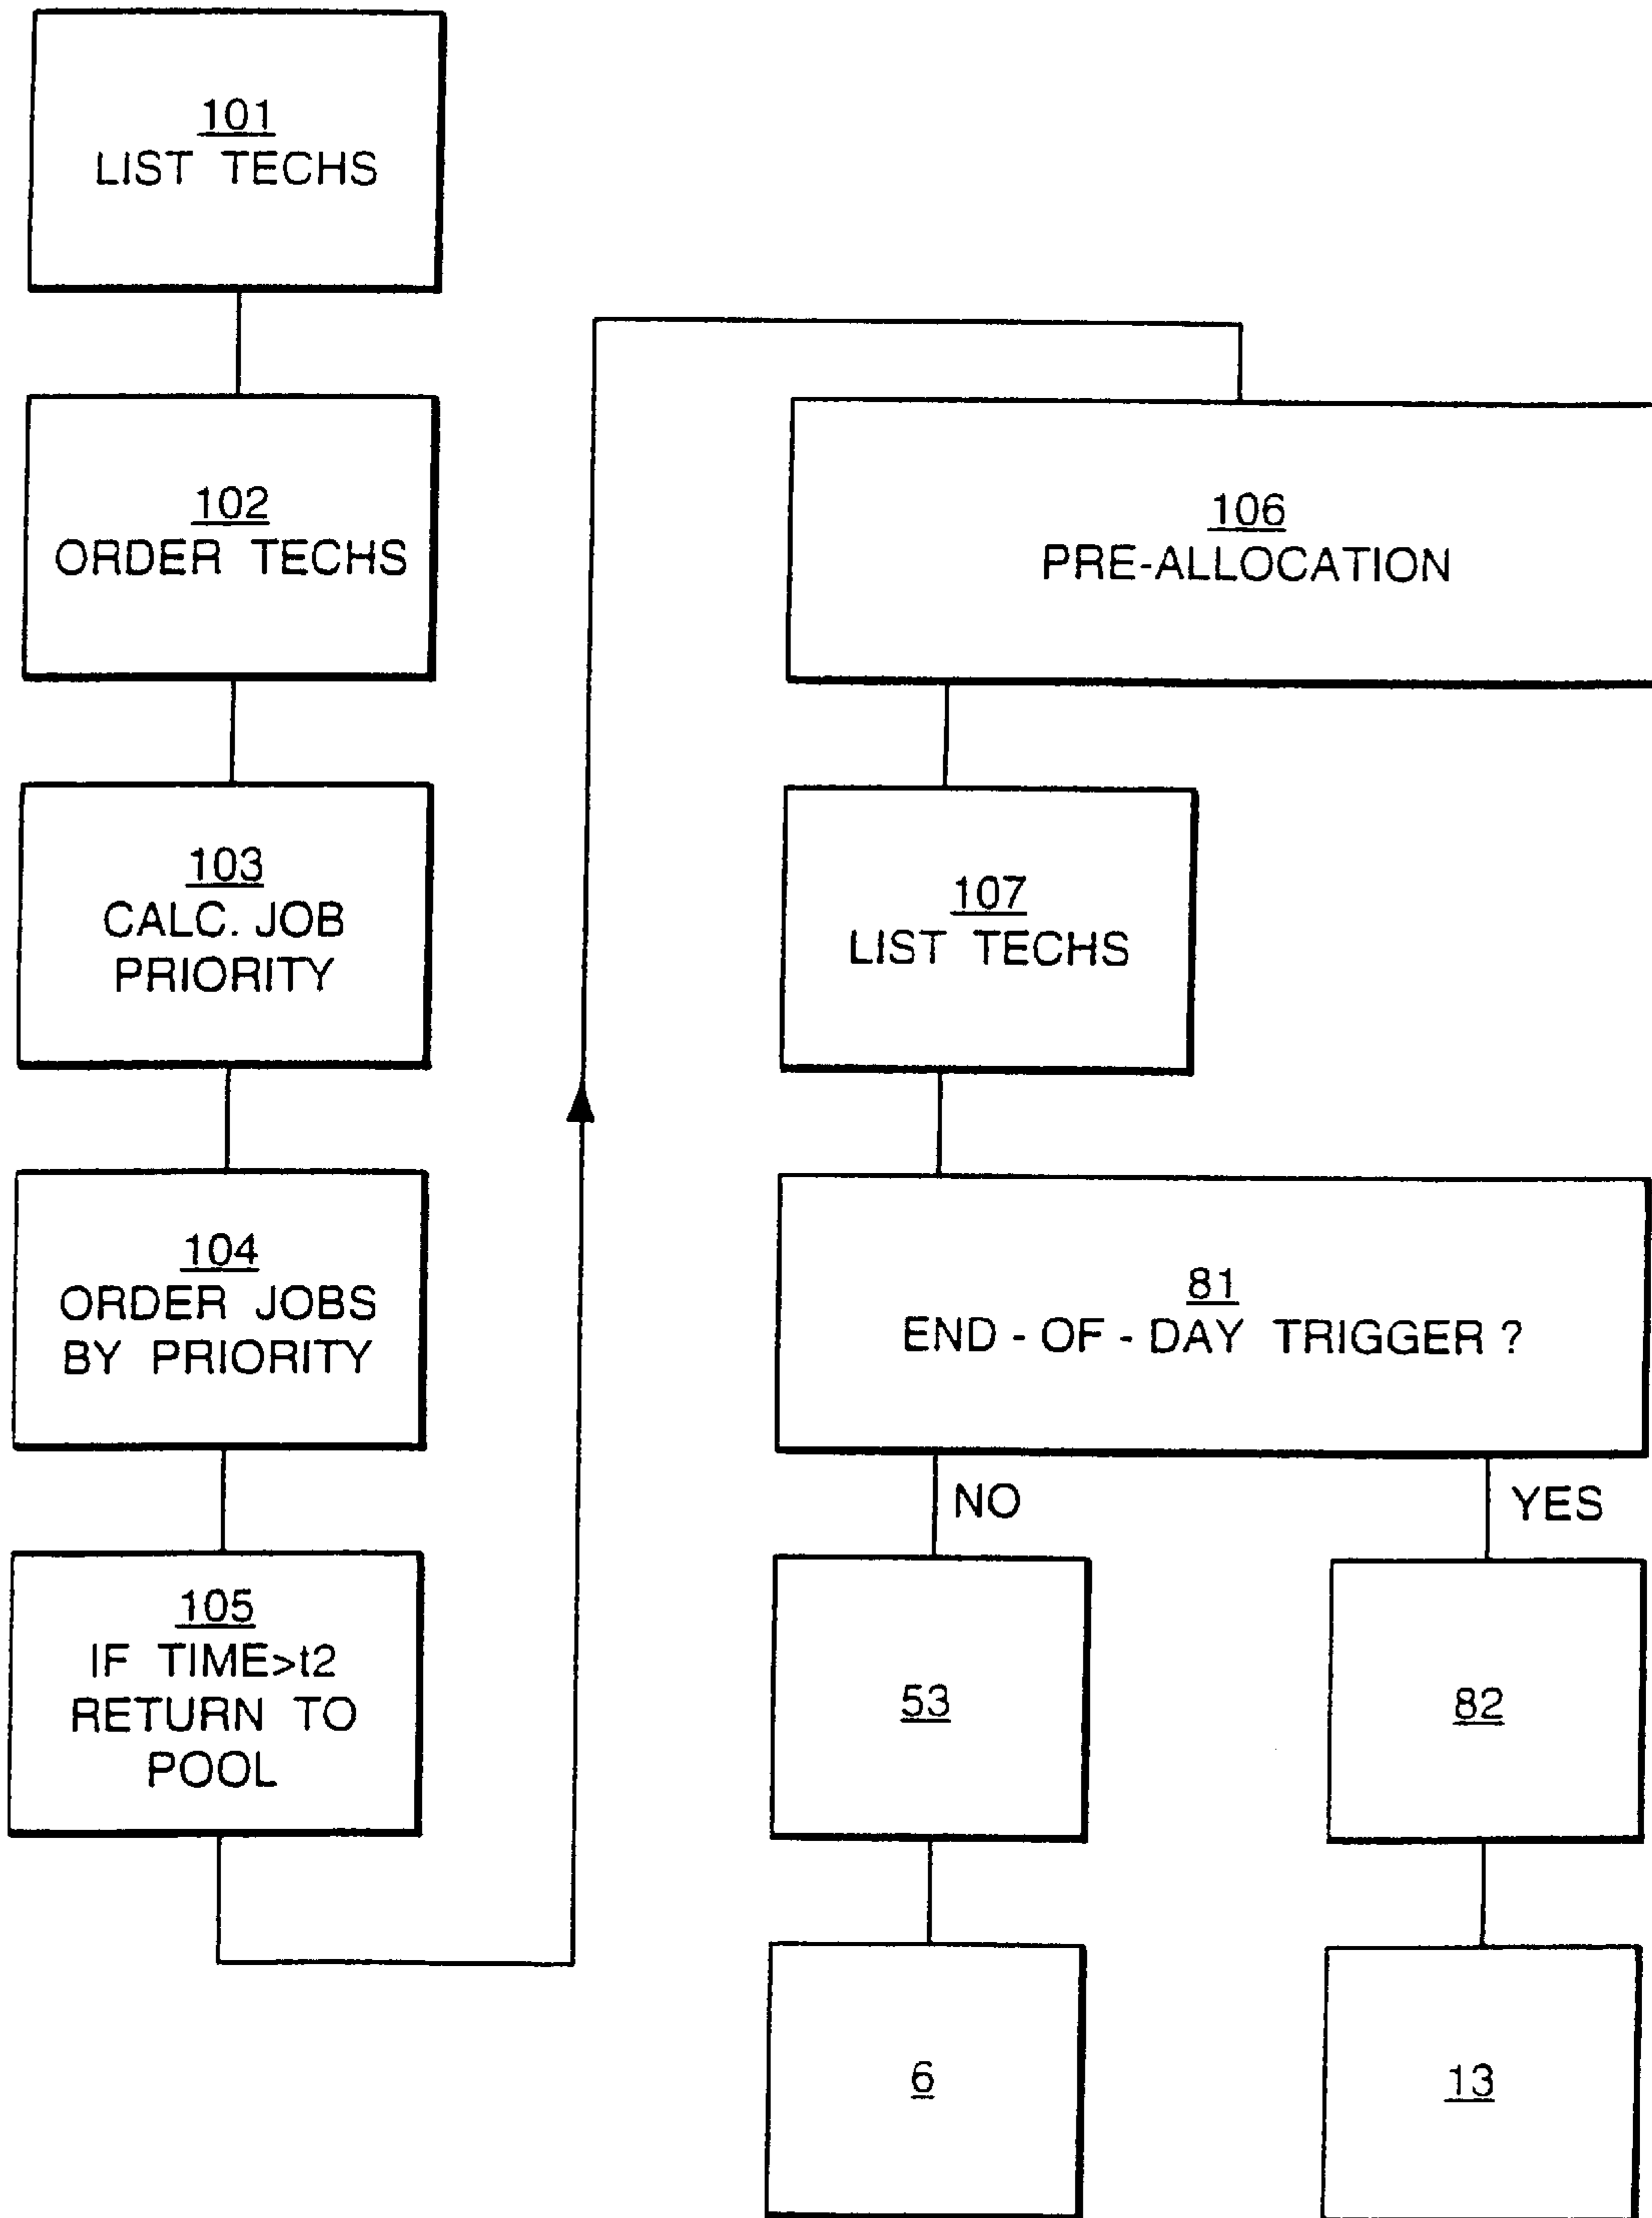 101
LIST TECHS
102
ORDER TECHS
103
CALC. JOB
PRIORITY
104
ORDER JOBS
BY PRIORITY
105
IF TIME>t2
RETURN TO
POOL
106
PRE-ALLOCATION
107
LIST TECHS
81
END - OF - DAY TRIGGER ?
NO
YES
53
82
6
13